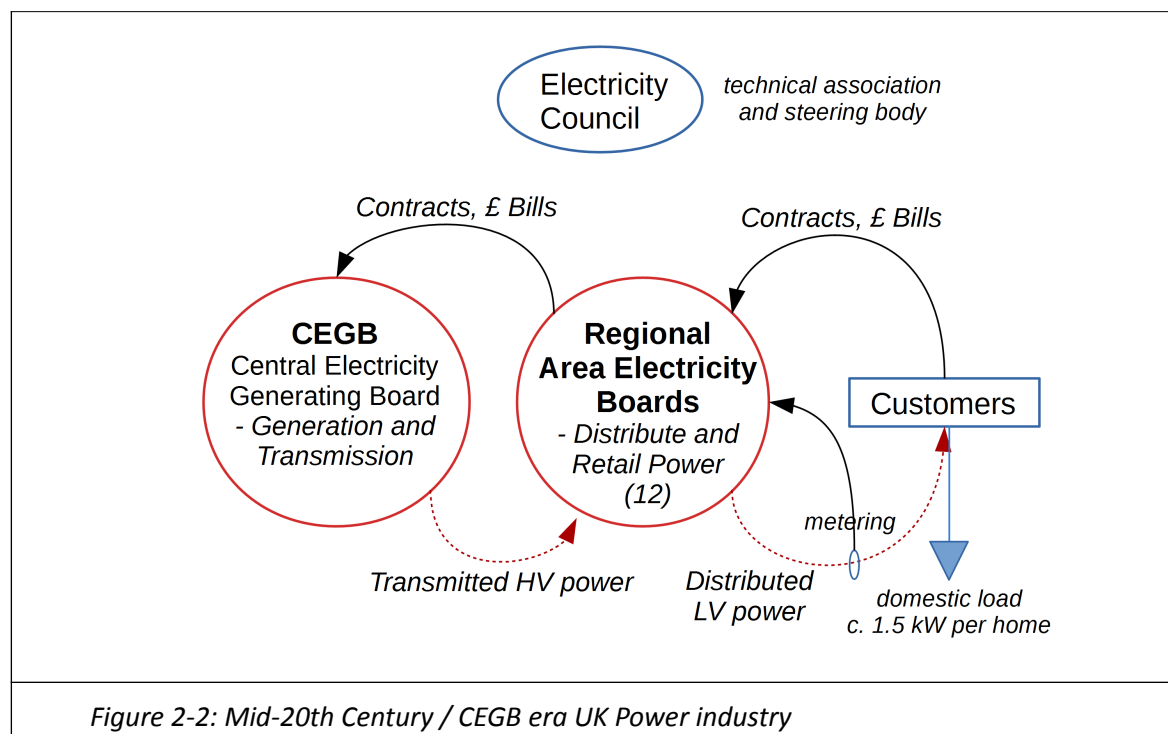 Electricity
Council
technical association
and steering body
Contracts, £ Bills
Contracts, £ Bills
CEGB
Central Electricity
Generating Board
- Generation and
Transmission
Regional
Area Electricity
Boards
- Distribute and
Retail Power
(12)
Customers
metering
Transmitted HV power
Distributed
LV power
domestic load
c. 1.5 kW per home
Figure 2-2: Mid-20th Century / CEGB era UK Power industry